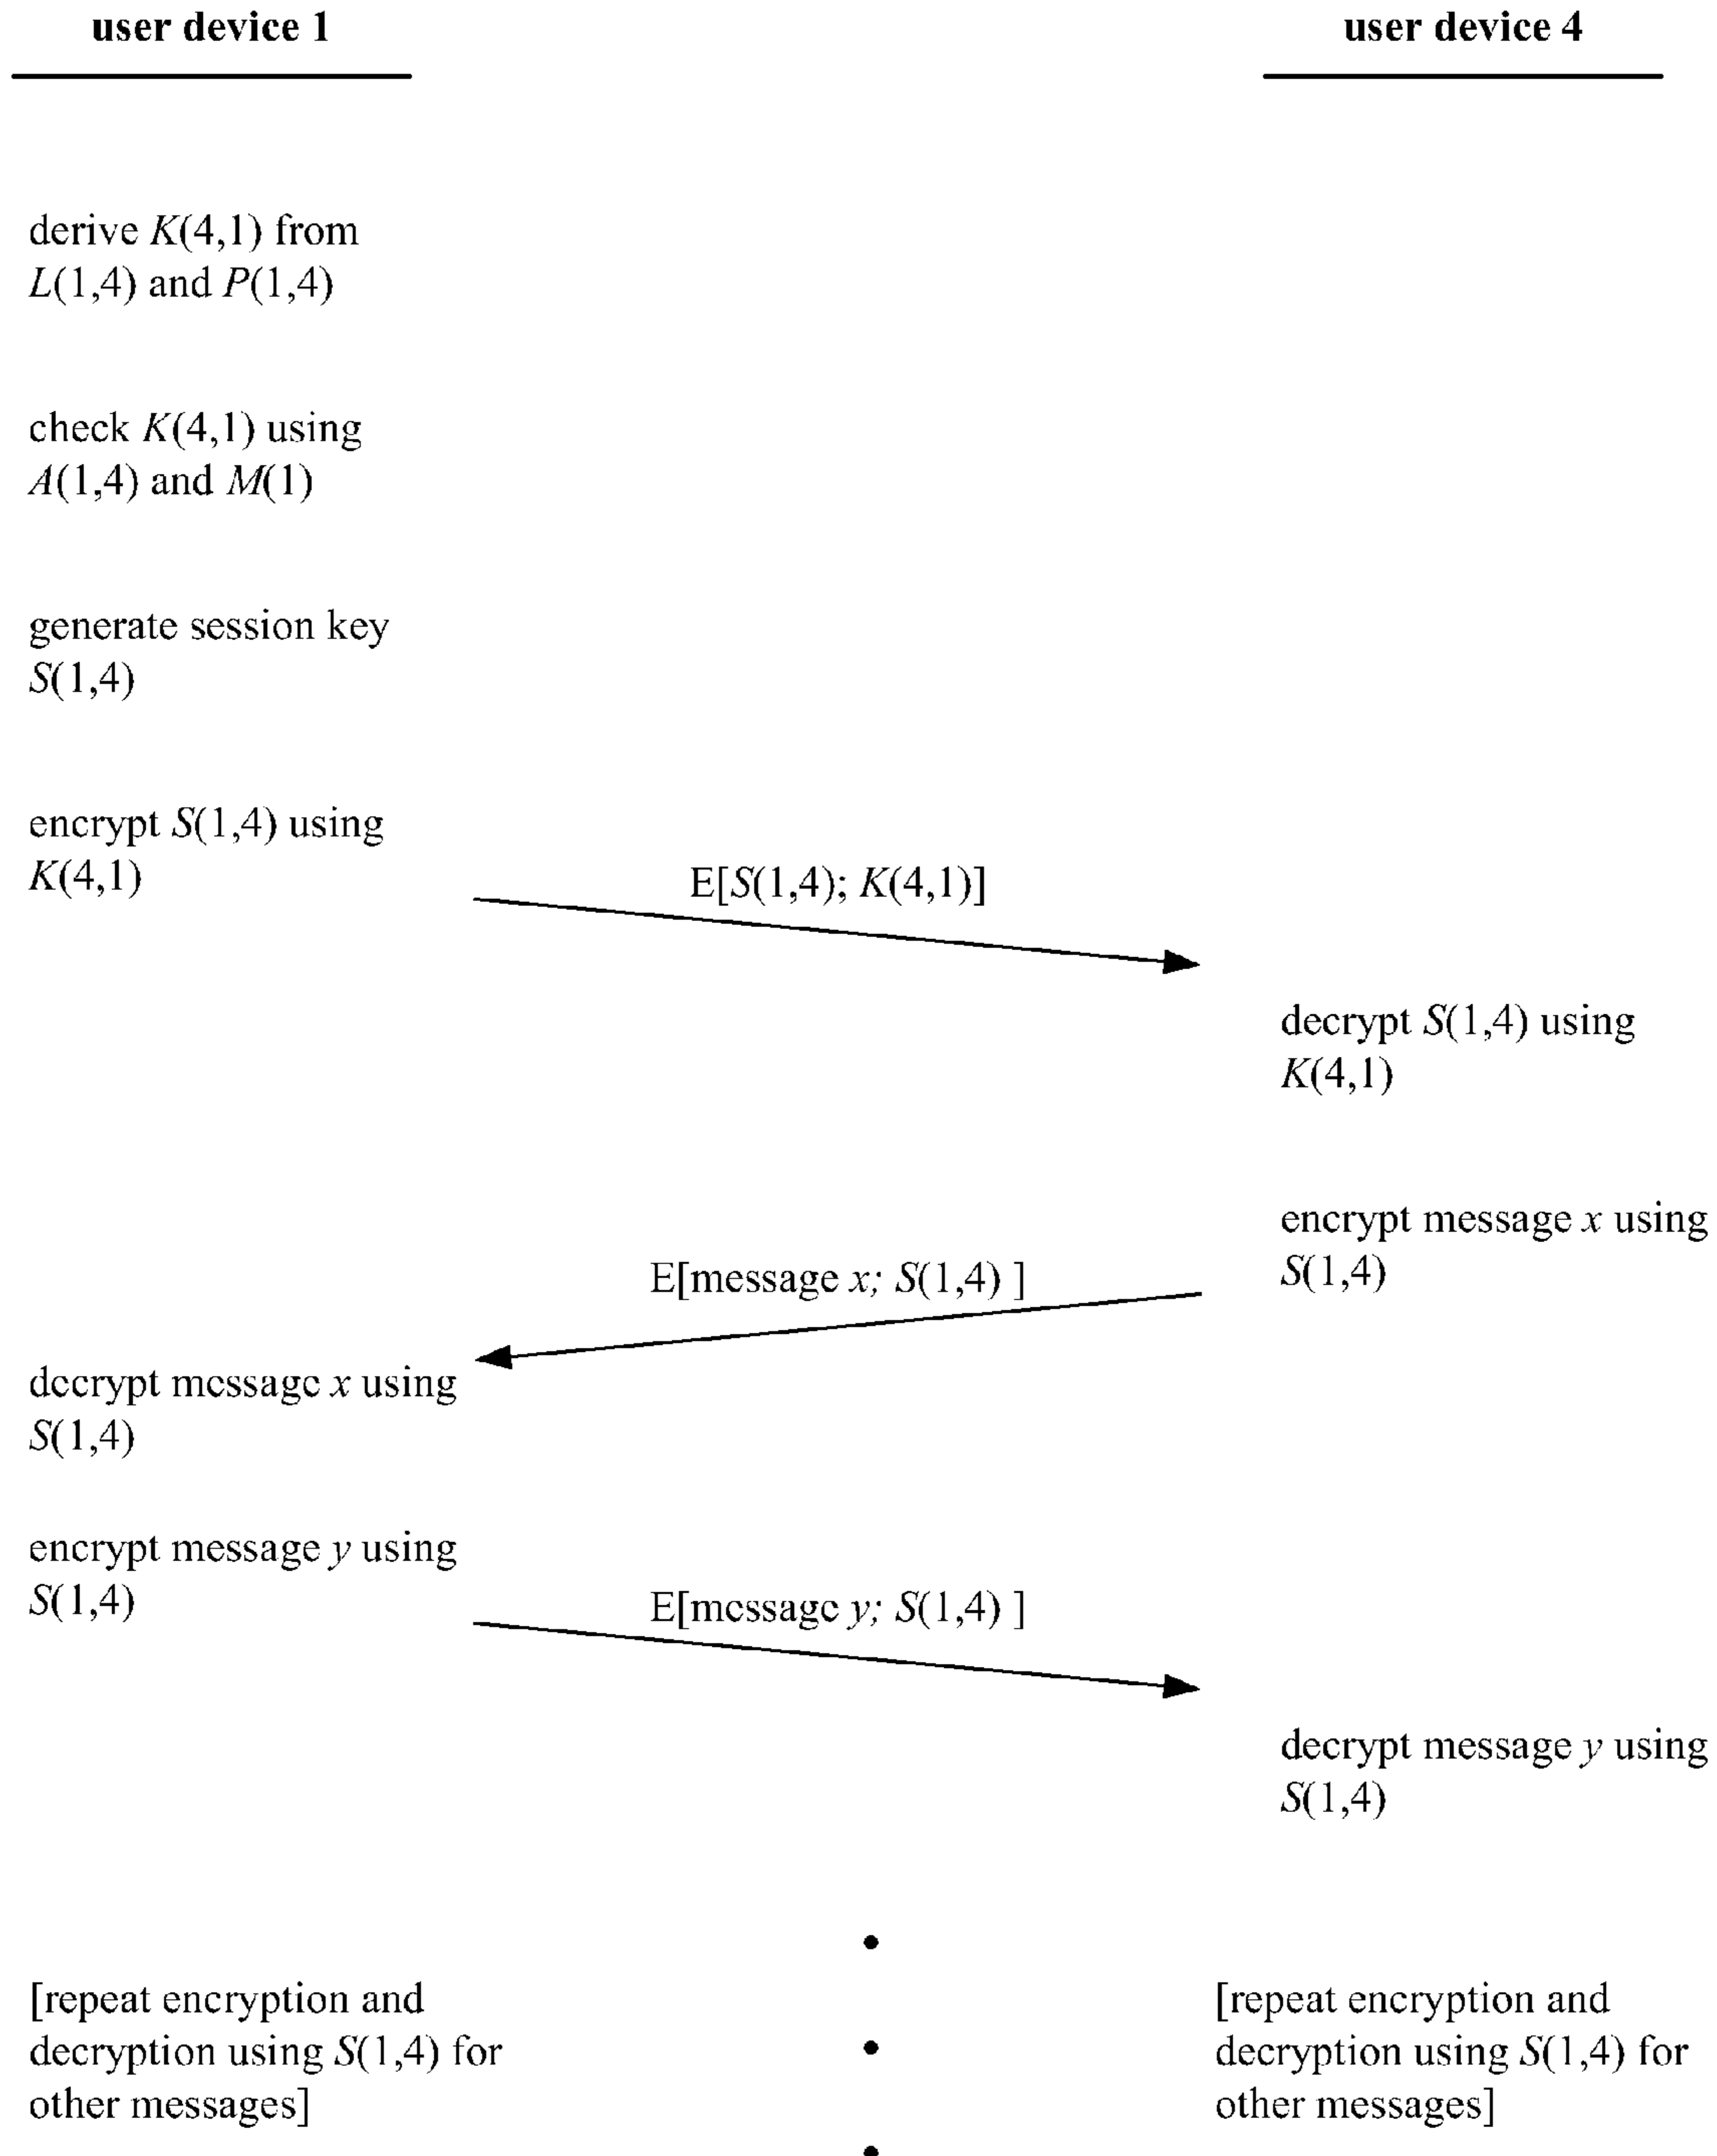 user device 1
user device 4
derive K(4,1) from
L(1,4) and P(1,4)
check K(4,1) using
A(1,4) and M(1)
generate session key
S(1,4)
encrypt S(1,4) using
K(4,1)
E[S(1,4); K(4,1)]
decrypt S(1,4) using
K(4,1)
encrypt message x using
S(1,4)
E[message x; S(1,4) ]
decrypt message x using
S(1,4)
encrypt message y using
S(1,4)
E[message y; S(1,4) ]
decrypt message y using
S(1,4)
[repeat encryption and
decryption using S(1,4) for
other messages]
[repeat encryption and
decryption using S(1,4) for
other messages]